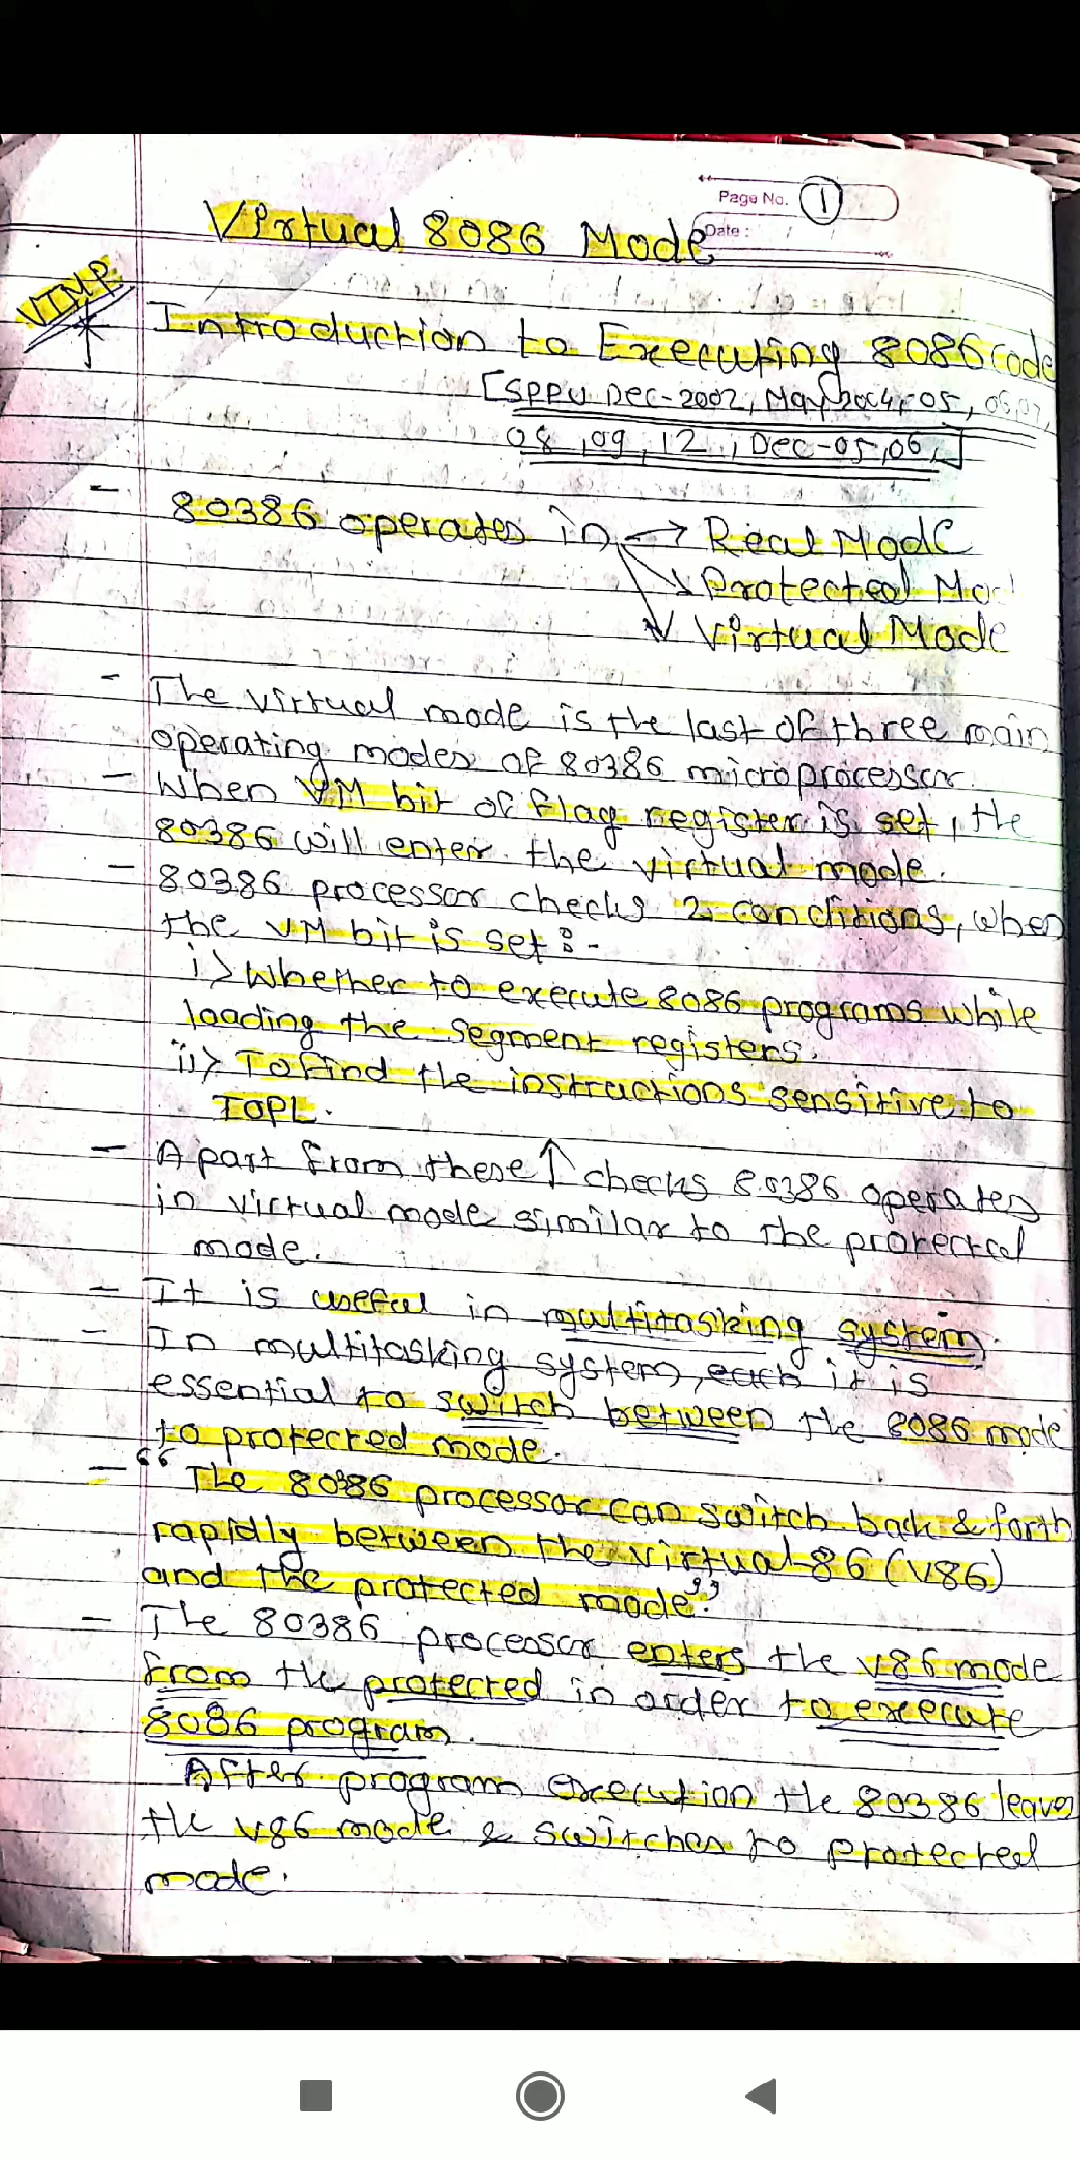 Page No. 1
Date : / /
Virtual 8086 Mode
VIMP
* Introduction to Executing 8086 code
[SPPU Dec-2002, May 2004, 05, 06, 07,
08, 09, 12, Dec-05, 06,]
- 80386 operates in → Real Mode
Protected Mod
Virtual Mode
- The virtual mode is the last of three main
operating modes of 80386 microprocessor.
- When VM bit of flag register is set, the
80386 will enter the virtual mode.
- 80386 processor checks 2 conditions, when
the VM bit is set :-
i> Whether to execute 8086 programs while
loading the segment registers.
ii> To find the instructions sensitive to
IOPL.
- Apart from these ↑ checks 80386 operates
in virtual mode similar to the protected
mode.
- It is useful in multitasking system.
- In multitasking system, each it is
essential to switch between the 8086 mode
to protected mode.
- "The 80386 processor can switch back & forth
rapidly between the virtual-86 (V86)
and the protected mode".
- The 80386 processor enters the V86 mode
from the protected in order to execute
8086 program.
After program execution the 80386 leaves
the V86 mode & switches to protected
mode.